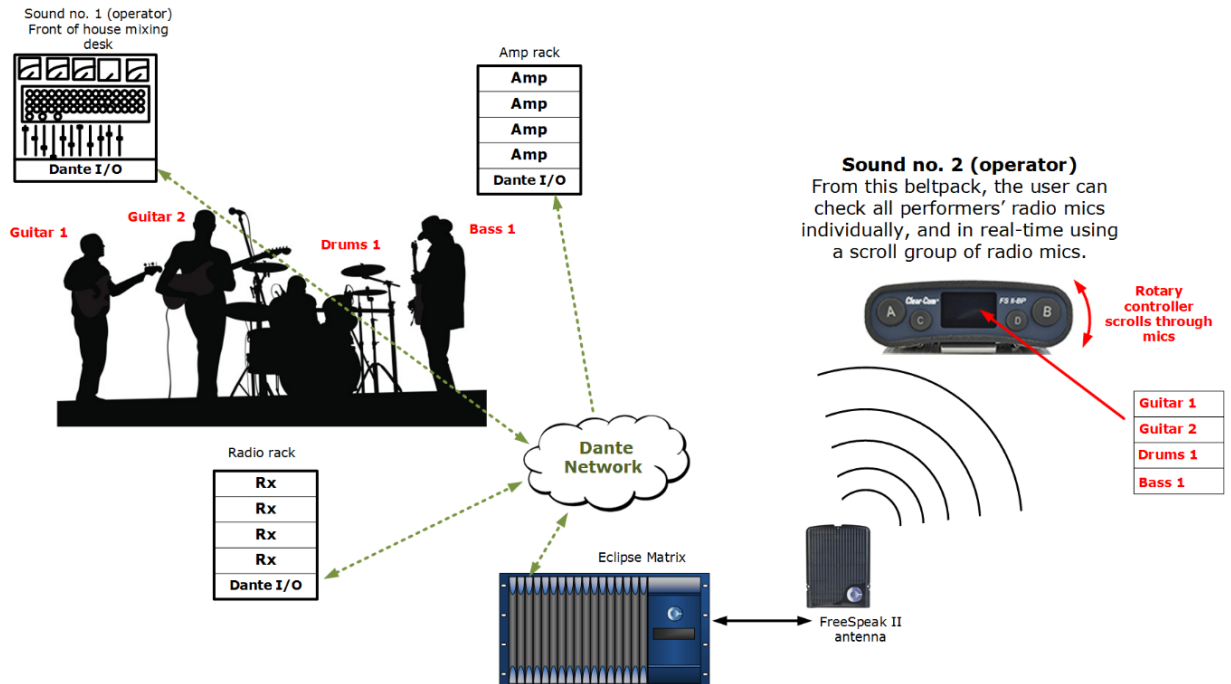 Sound no. 1 (operator)
Front of house mixing
desk
Dante I/O
Amp rack
Amp
Amp
Amp
Amp
Dante I/O
Sound no. 2 (operator)
From this beltpack, the user can
check all performers’ radio mics
individually, and in real-time using
a scroll group of radio mics.
Guitar 1
Guitar 2
Drums 1
Bass 1
Clear-Com
FS II-BP
A
C
D
B
Rotary
controller
scrolls through
mics
Guitar 1
Guitar 2
Drums 1
Bass 1
Dante
Network
Radio rack
Rx
Rx
Rx
Rx
Dante I/O
Eclipse Matrix
FreeSpeak II
antenna